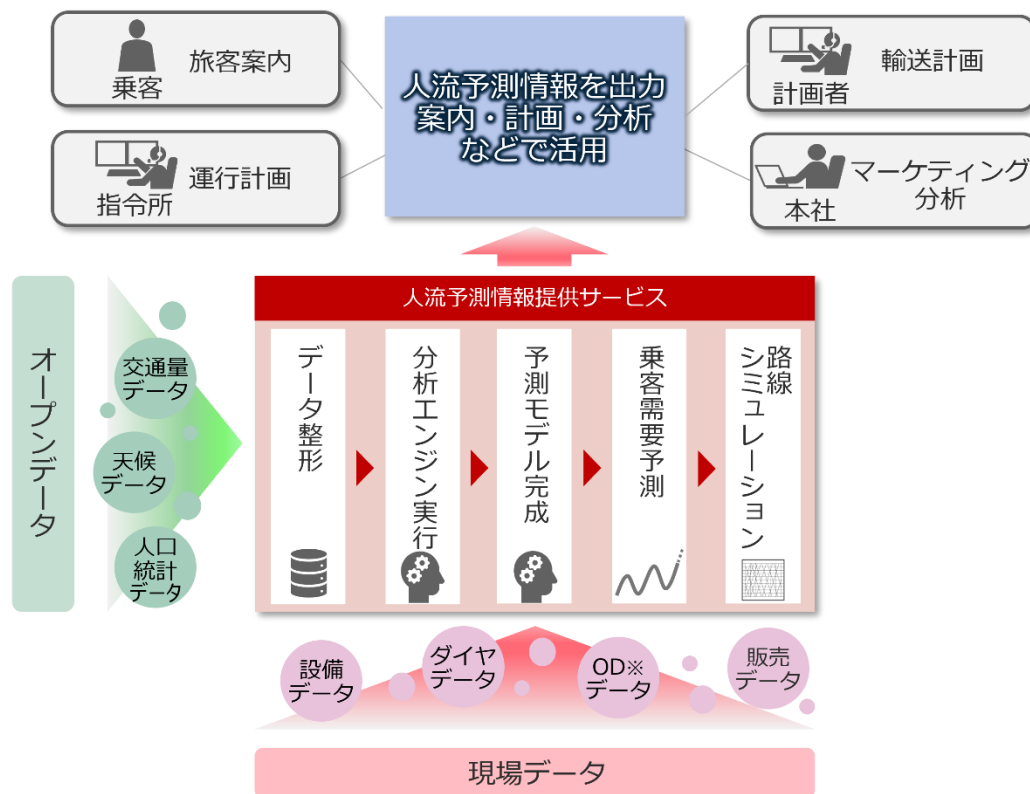 旅客案内
乗客
運行計画
指令所
人流予測情報を出力
案内・計画・分析
などで活用
輸送計画
計画者
マーケティング
分析
本社
人流予測情報提供サービス
データ整形
分析エンジン実行
予測モデル完成
乗客需要予測
路線
シミュレーション
オープンデータ
交通量
データ
天候
データ
人口
統計
データ
設備
データ
ダイヤ
データ
OD※
データ
販売
データ
現場データ